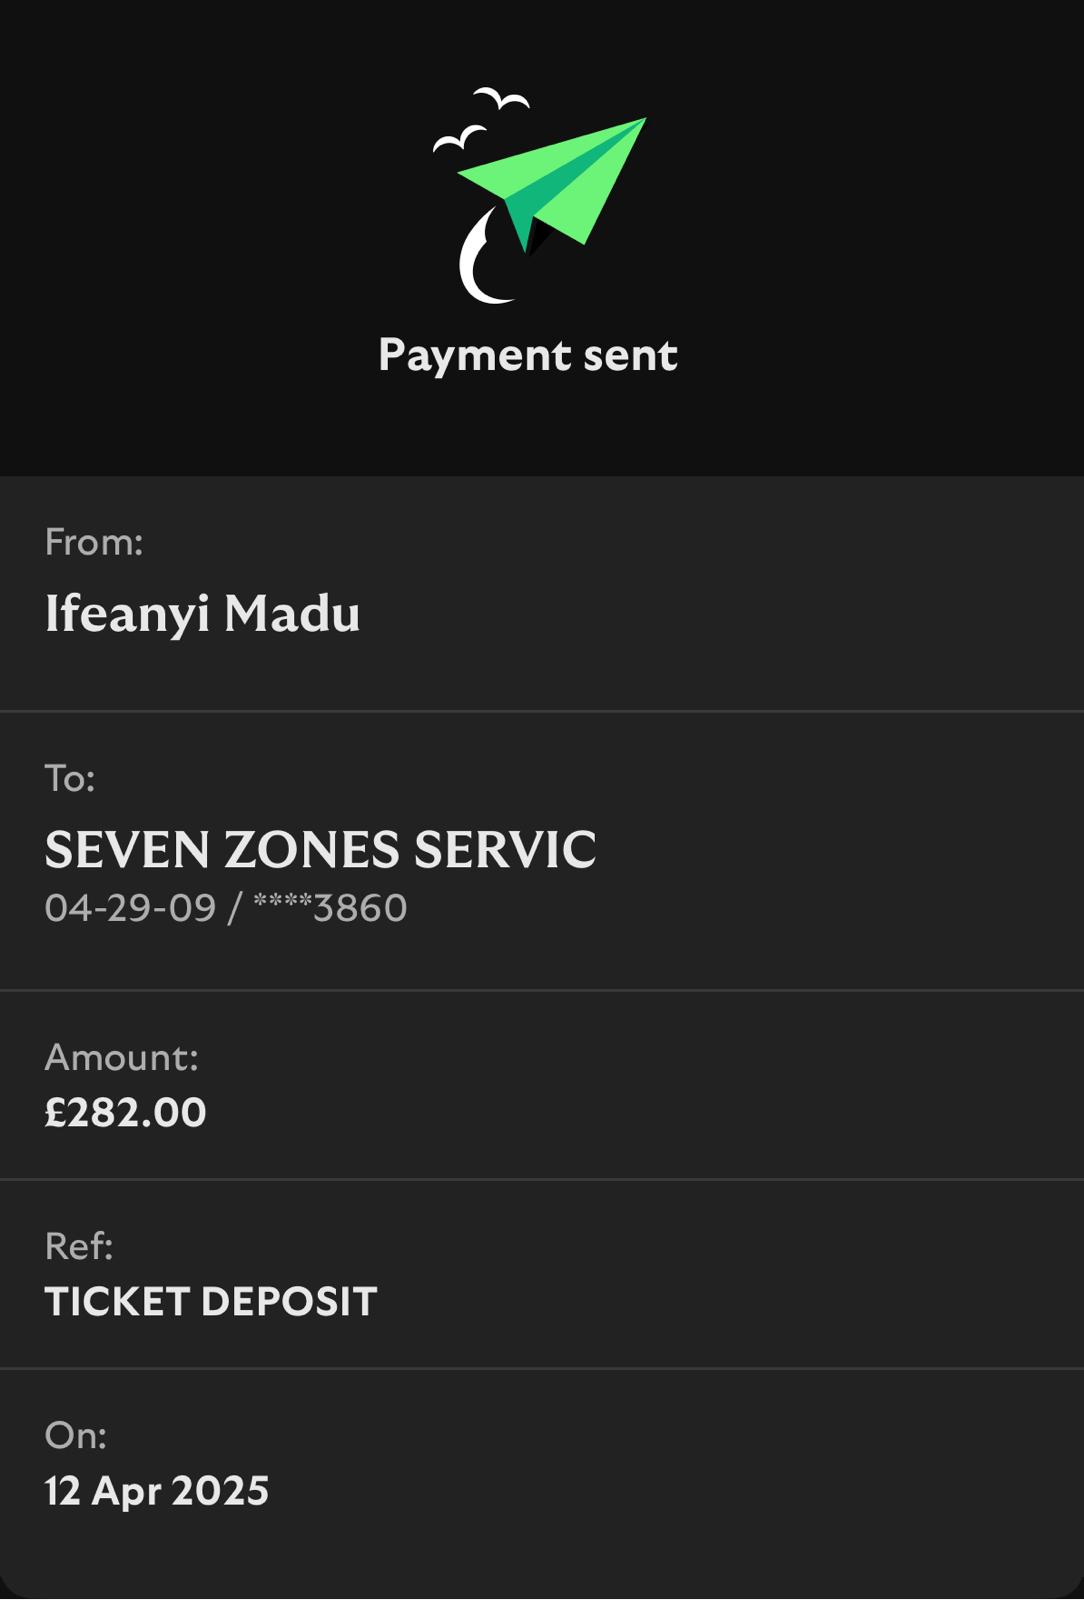 Payment sent
From:
Ifeanyi Madu
To:
SEVEN ZONES SERVIC
04-29-09 / ****3860
Amount:
£282.00
Ref:
TICKET DEPOSIT
On:
12 Apr 2025